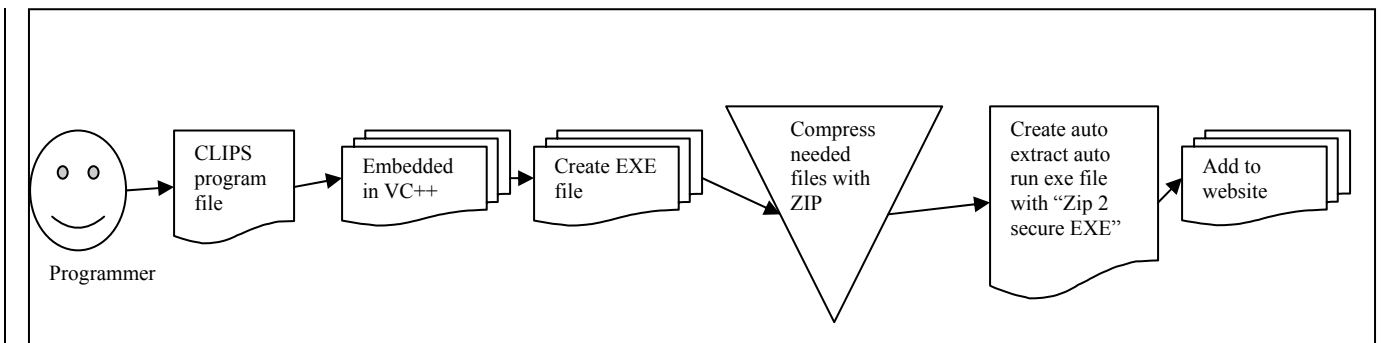 Programmer
CLIPS
program
file
Embedded
in VC++
Create EXE
file
Compress
needed
files with
ZIP
Create auto
extract auto
run exe file
with “Zip 2
secure EXE”
Add to
website